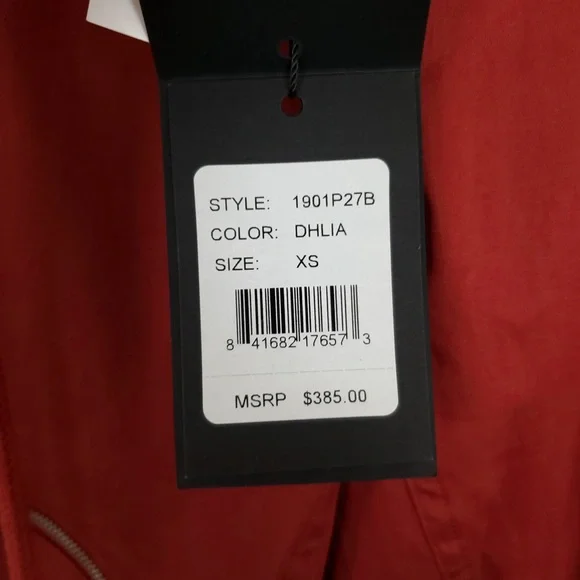 STYLE: 1901P27B
COLOR: DHLIA
SIZE: XS
8 41682 17657 3
MSRP $385.00